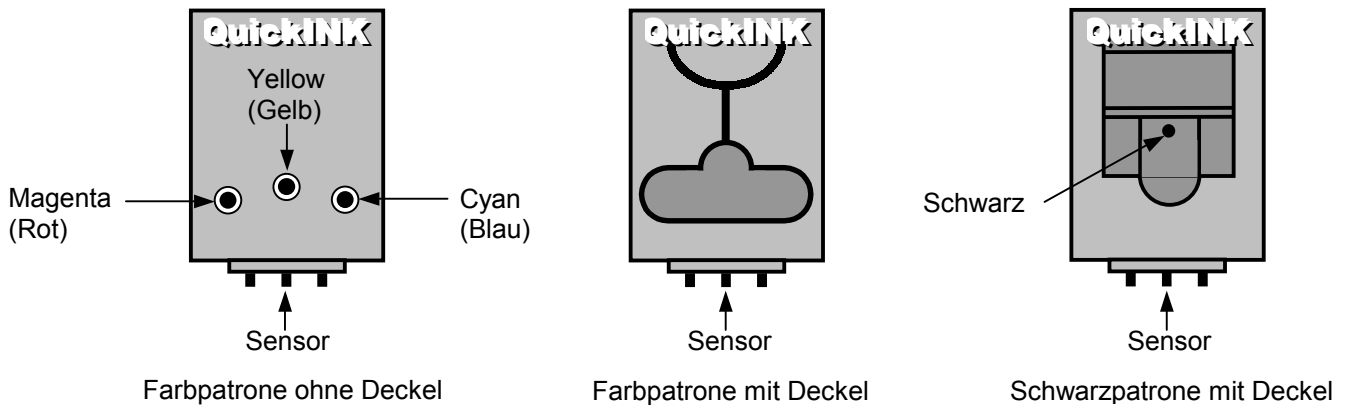 QuickINK
Yellow
(Gelb)
Magenta
(Rot)
Cyan
(Blau)
Sensor
Farbpatrone ohne Deckel
QuickINK
Sensor
Farbpatrone mit Deckel
QuickINK
Schwarz
Sensor
Schwarzpatrone mit Deckel